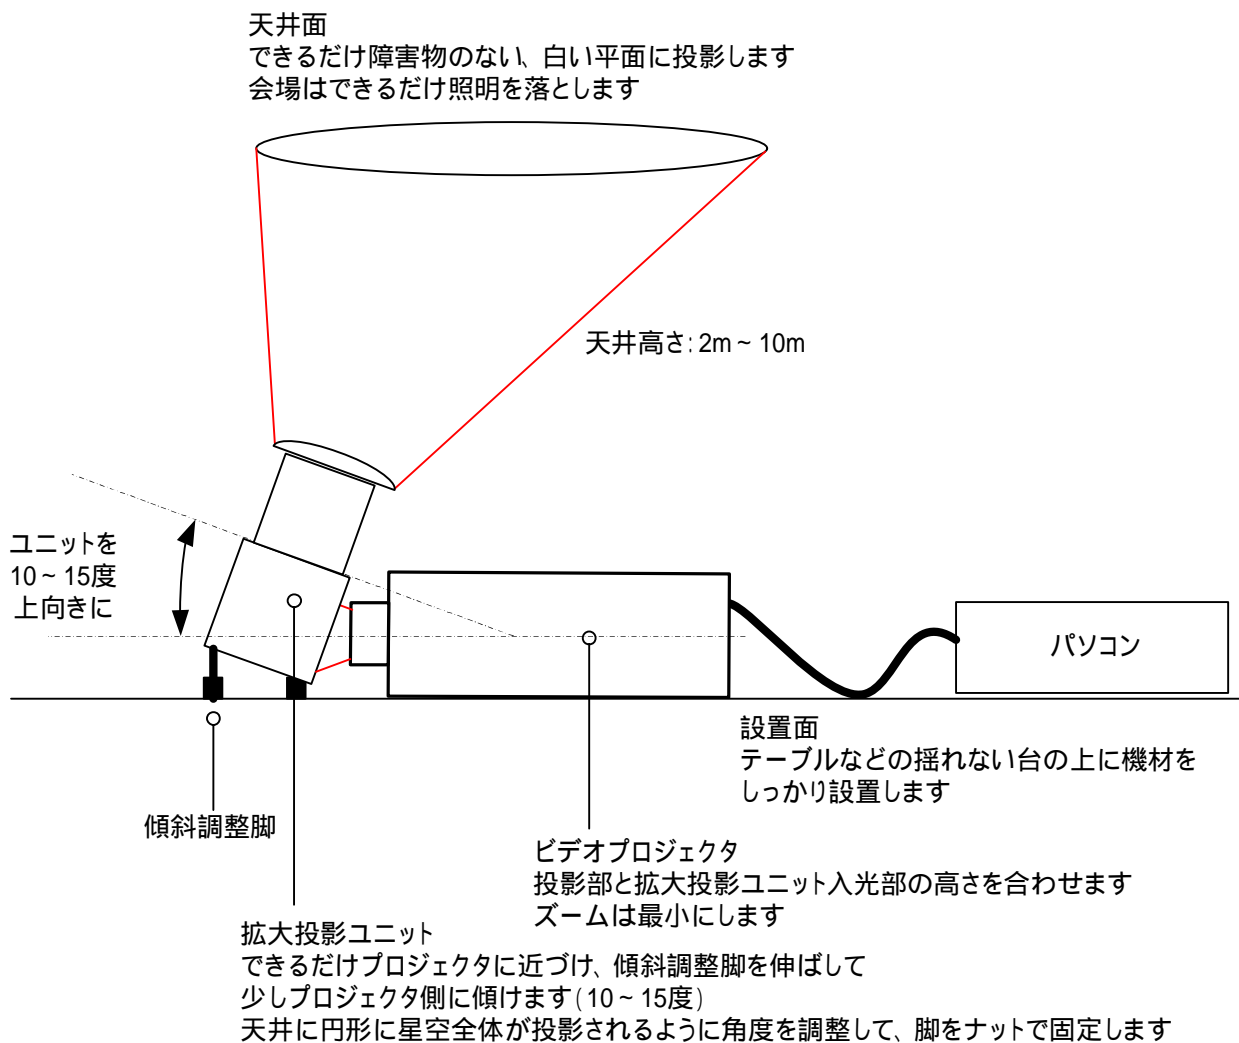 天井面
できるだけ障害物のない、白い平面に投影します
会場はできるだけ照明を落とします
天井高さ：2m～10m
ユニットを
10～15度
上向きに
パソコン
設置面
テーブルなどの揺れない台の上に機材を
しっかり設置します
傾斜調整脚
ビデオプロジェクタ
投影部と拡大投影ユニット入光部の高さを合わせます
ズームは最小にします
拡大投影ユニット
できるだけプロジェクタに近づけ、傾斜調整脚を伸ばして
少しプロジェクタ側に傾けます(10～15度)
天井に円形に星空全体が投影されるように角度を調整して、脚をナットで固定します